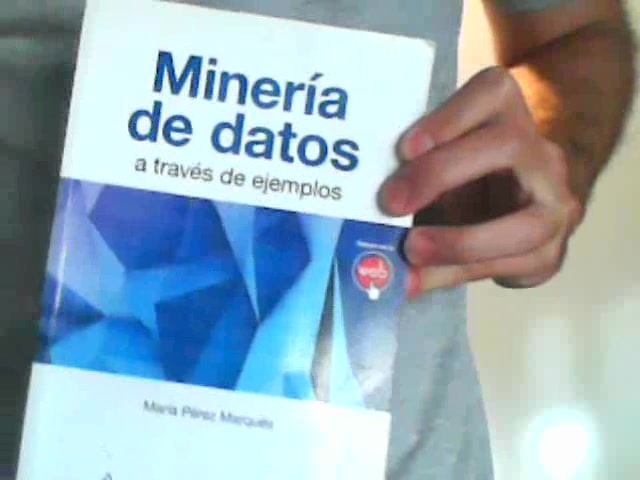 Minería
de datos
a través de ejemplos
web
María Pérez Marqués